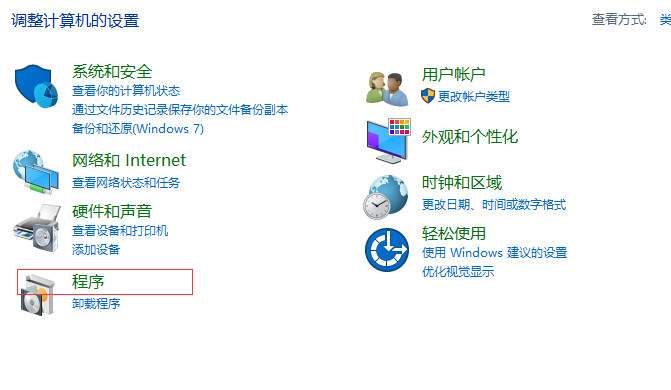 调整计算机的设置
查看方式:
系统和安全
查看你的计算机状态
通过文件历史记录保存你的文件备份副本
备份和还原(Windows 7)
网络和 Internet
查看网络状态和任务
硬件和声音
查看设备和打印机
添加设备
程序
卸载程序
用户帐户
更改帐户类型
外观和个性化
时钟和区域
更改日期、时间或数字格式
轻松使用
使用 Windows 建议的设置
优化视觉显示